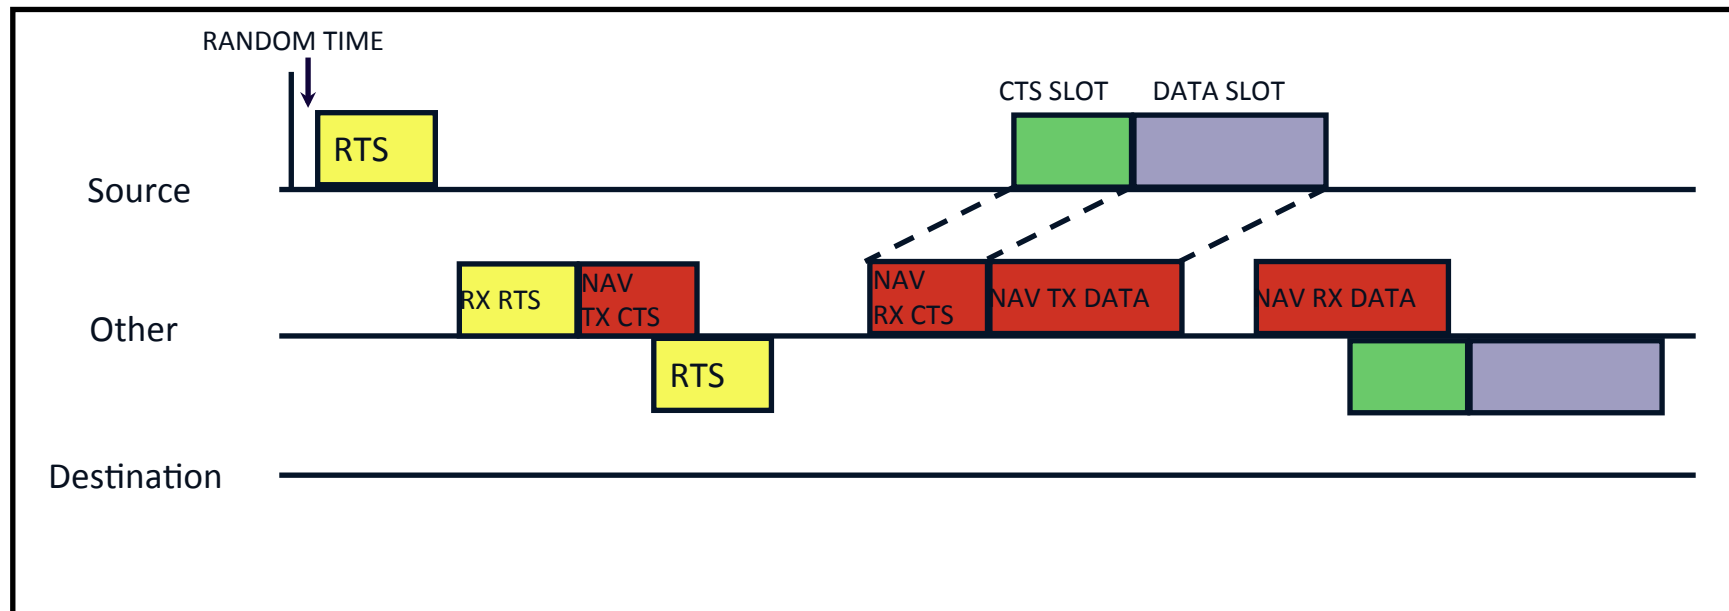 RANDOM TIME
CTS SLOT DATA SLOT
RTS
Source
RX RTS
NAV
TX CTS
NAV
RX CTS
NAV TX DATA
NAV RX DATA
Other
RTS
Destination